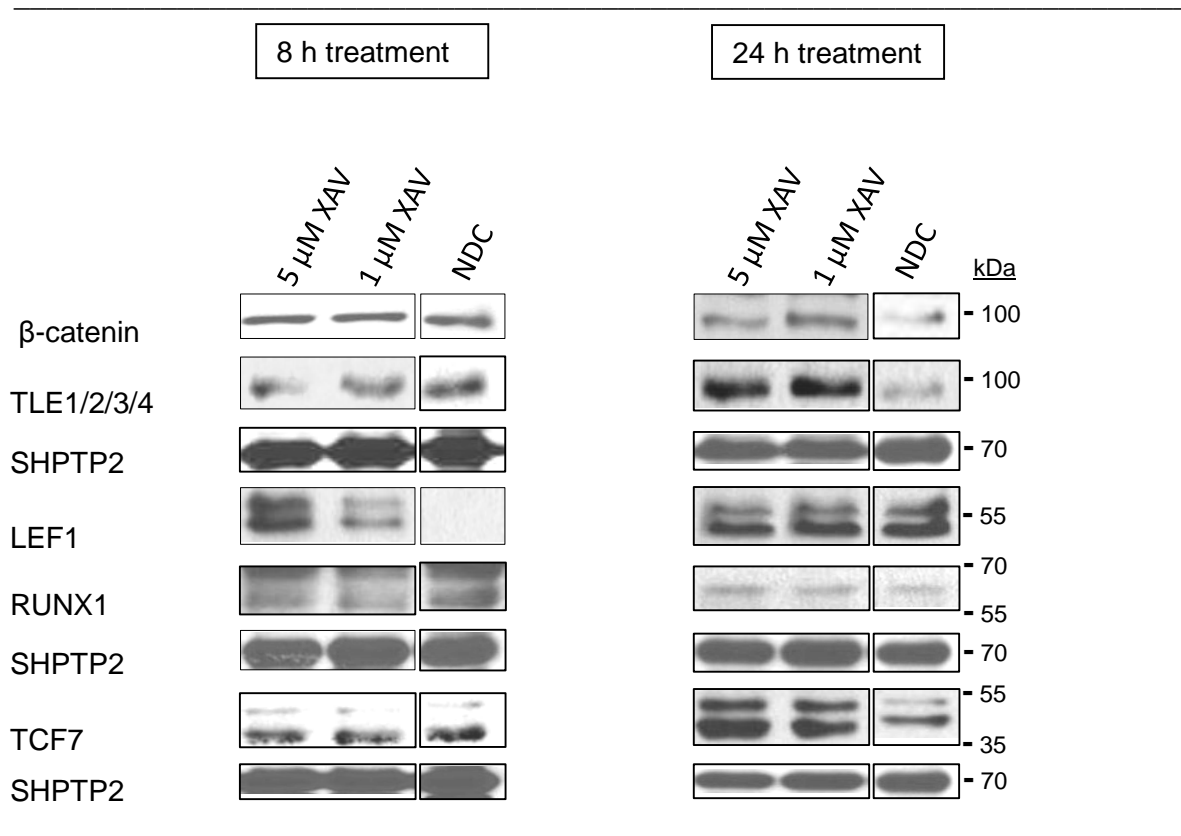 8 h treatment 24 h treatment
5 µM XAV 1 µM XAV NDC 5 µM XAV 1 µM XAV NDC
kDa
β-catenin - 100
TLE1/2/3/4 - 100
SHPTP2 - 70
LEF1 - 55
- 70
RUNX1 - 55
SHPTP2 - 70
- 55
TCF7 - 35
SHPTP2 - 70